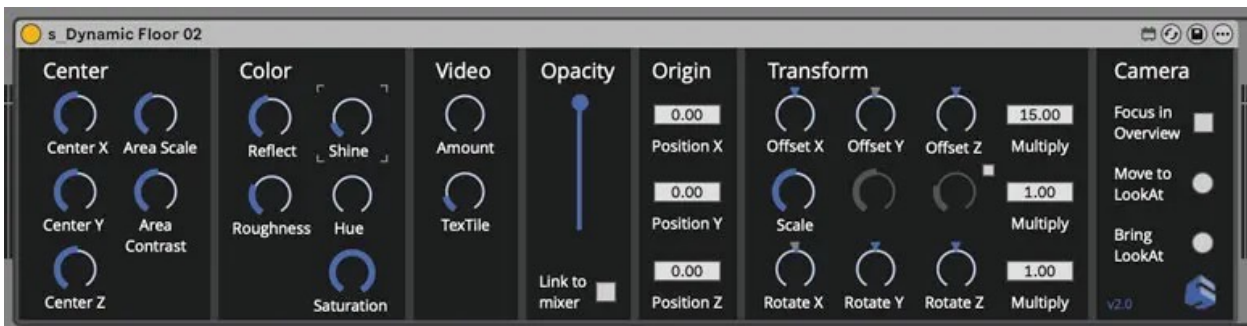 s_Dynamic Floor 02
Center
Center X
Area Scale
Center Y
Area
Contrast
Center Z
Color
Reflect
Shine
Roughness
Hue
Saturation
Video
Amount
TexTile
Opacity
Link to
mixer
Origin
0.00
Position X
0.00
Position Y
0.00
Position Z
Transform
Offset X
Offset Y
Offset Z
15.00
Multiply
Scale
1.00
Multiply
Rotate X
Rotate Y
Rotate Z
1.00
Multiply
Camera
Focus in
Overview
Move to
LookAt
Bring
LookAt
v2.0